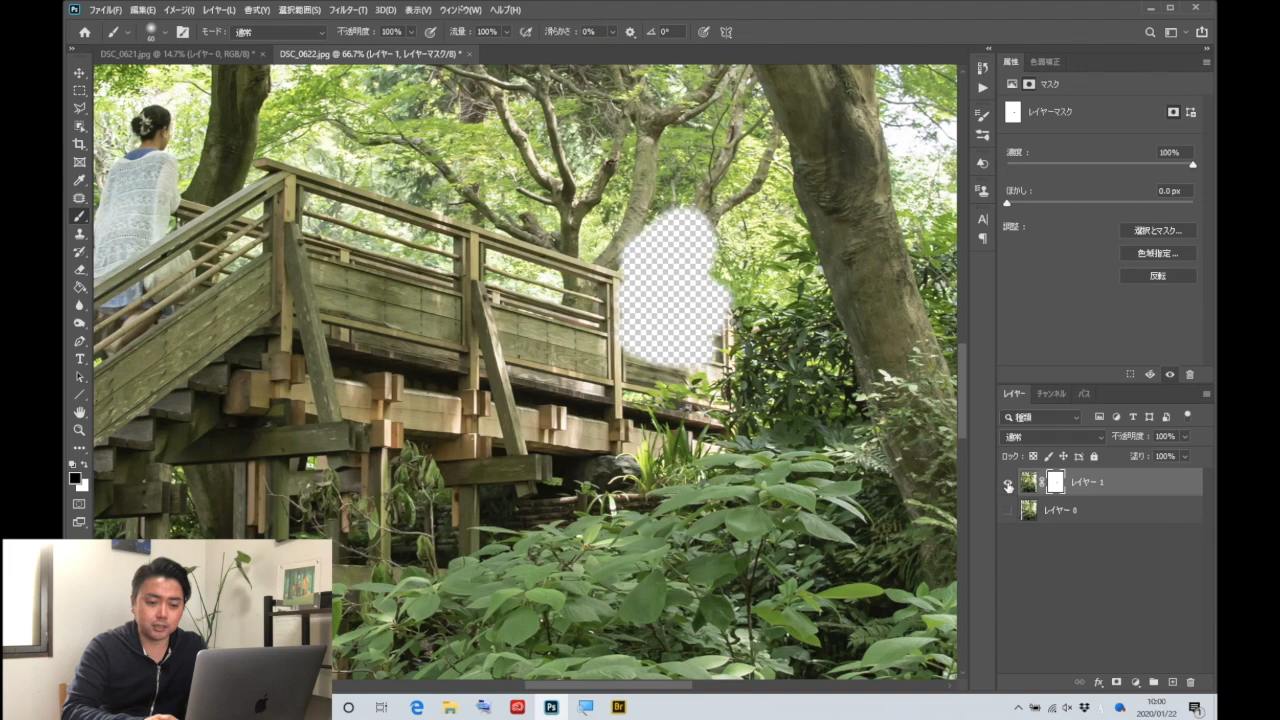 Ps ファイル(F) 編集(E) イメージ(I) レイヤー(L) 書式(Y) 選択範囲(S) フィルター(T) 3D(D) 表示(V) ウィンドウ(W) ヘルプ(H)
60 モード： 通常 不透明度： 100% 流量： 100% 滑らかさ： 0% 0°
DSC_0621.jpg @ 14.7% (レイヤー 0, RGB/8) * × DSC_0622.jpg @ 66.7% (レイヤー 1, レイヤーマスク/8) * ×
属性 色調補正
マスク
レイヤーマスク
濃度： 100%
ぼかし： 0.0 px
調整： 選択とマスク...
色域指定...
反転
レイヤー チャンネル パス
種類
通常 不透明度： 100%
ロック： 塗り： 100%
レイヤー 1
レイヤー 0
Ps Br
10:00
2020/01/22